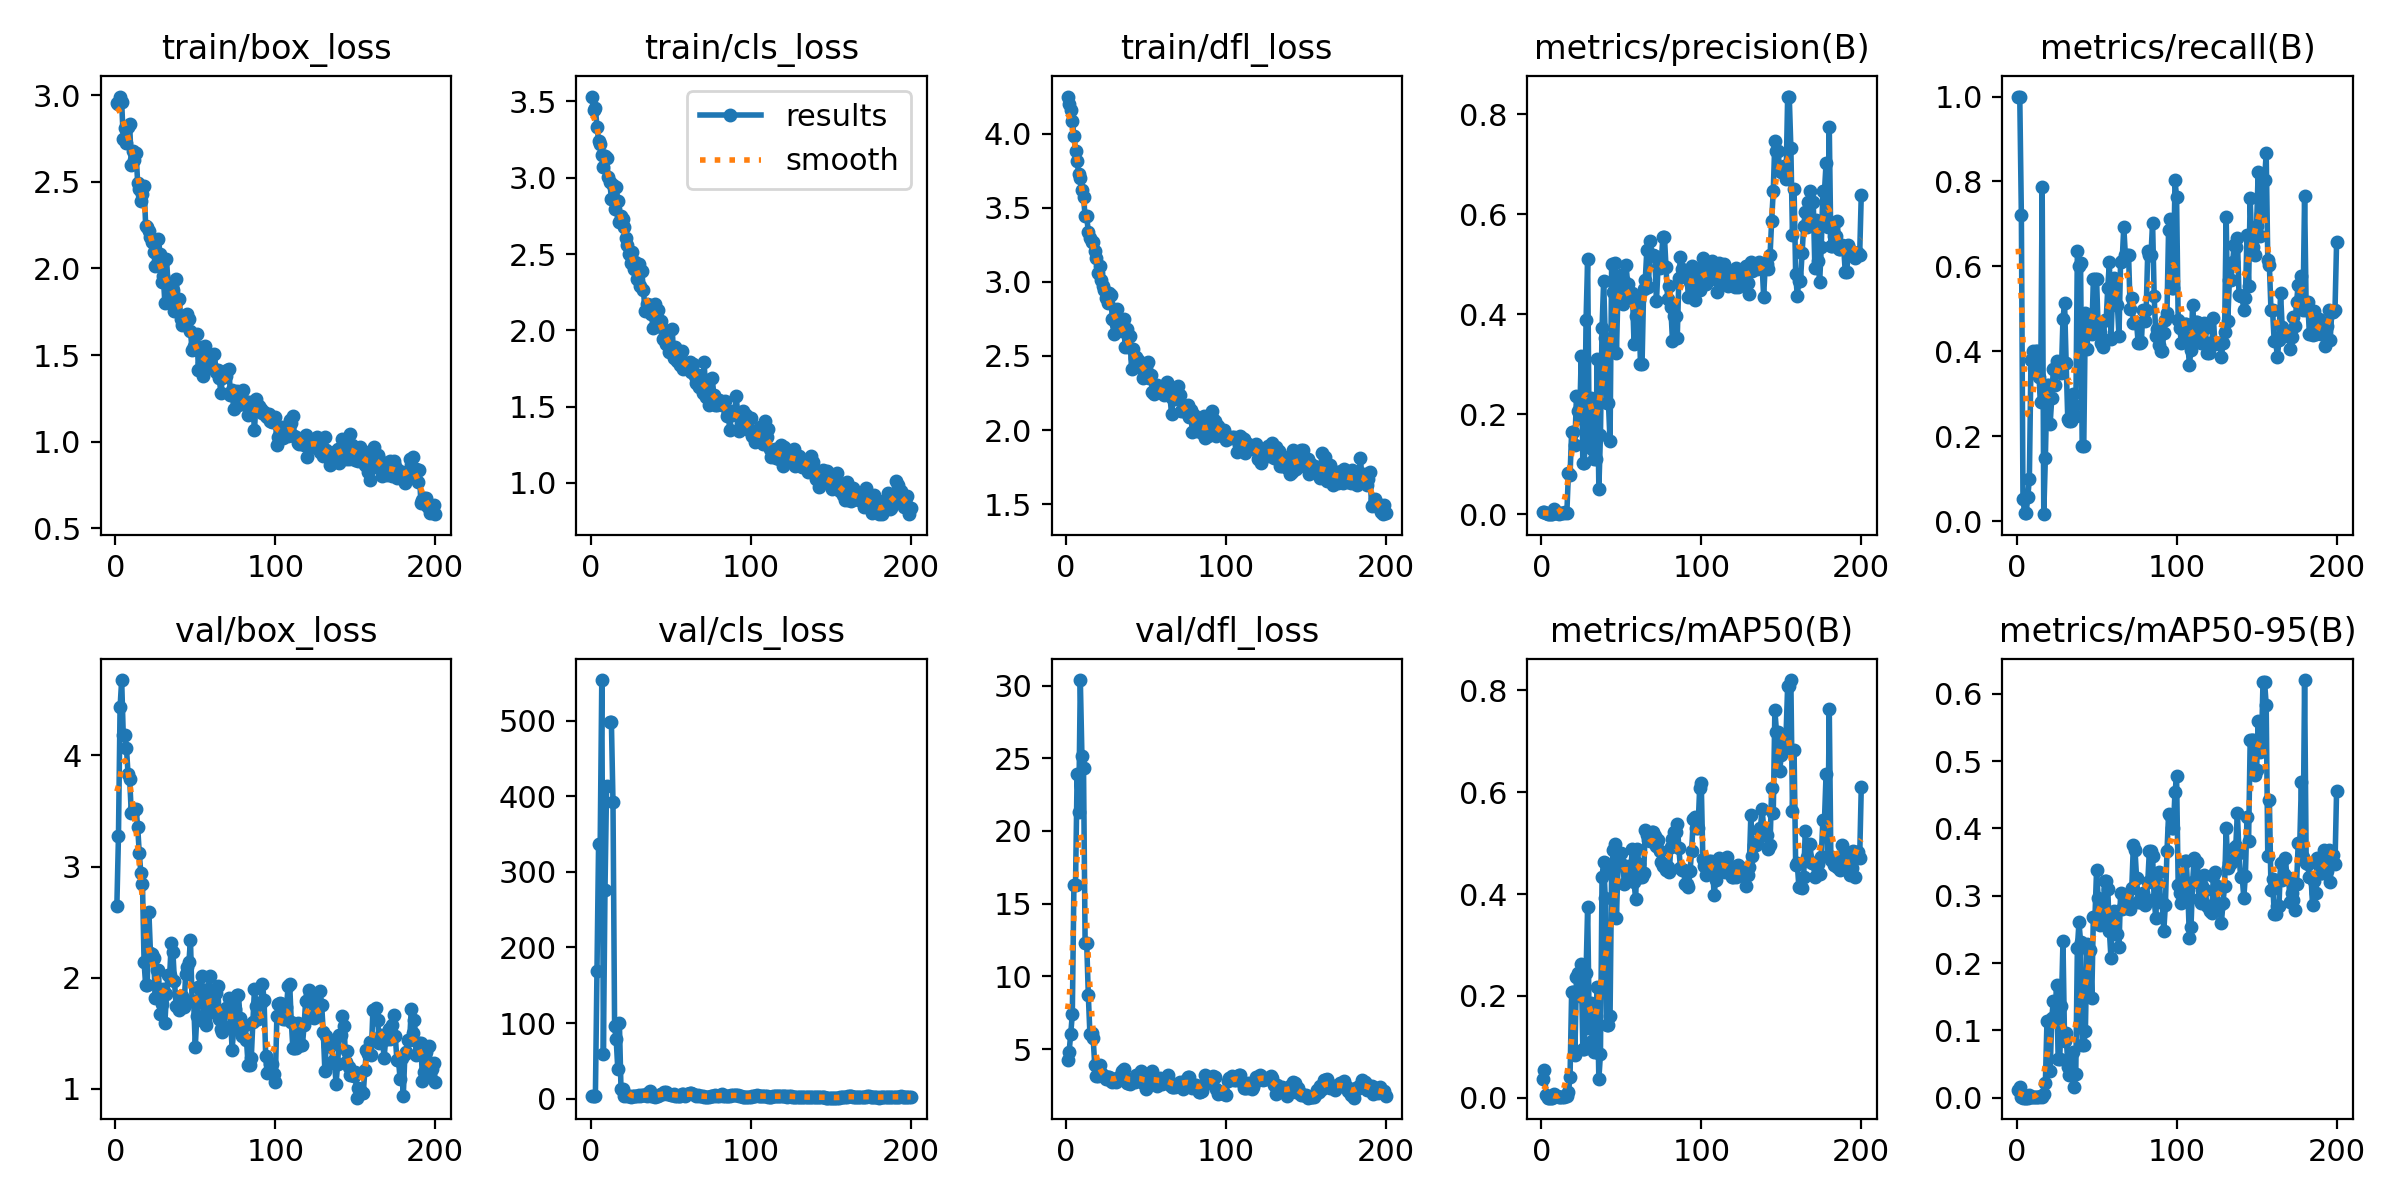 train/box_loss
3.0
2.5
2.0
1.5
1.0
0.5
0 100 200
train/cls_loss
results
smooth
3.5
3.0
2.5
2.0
1.5
1.0
0 100 200
train/dfl_loss
4.0
3.5
3.0
2.5
2.0
1.5
0 100 200
metrics/precision(B)
0.8
0.6
0.4
0.2
0.0
0 100 200
metrics/recall(B)
1.0
0.8
0.6
0.4
0.2
0.0
0 100 200
val/box_loss
4
3
2
1
0 100 200
val/cls_loss
500
400
300
200
100
0
0 100 200
val/dfl_loss
30
25
20
15
10
5
0 100 200
metrics/mAP50(B)
0.8
0.6
0.4
0.2
0.0
0 100 200
metrics/mAP50-95(B)
0.6
0.5
0.4
0.3
0.2
0.1
0.0
0 100 200